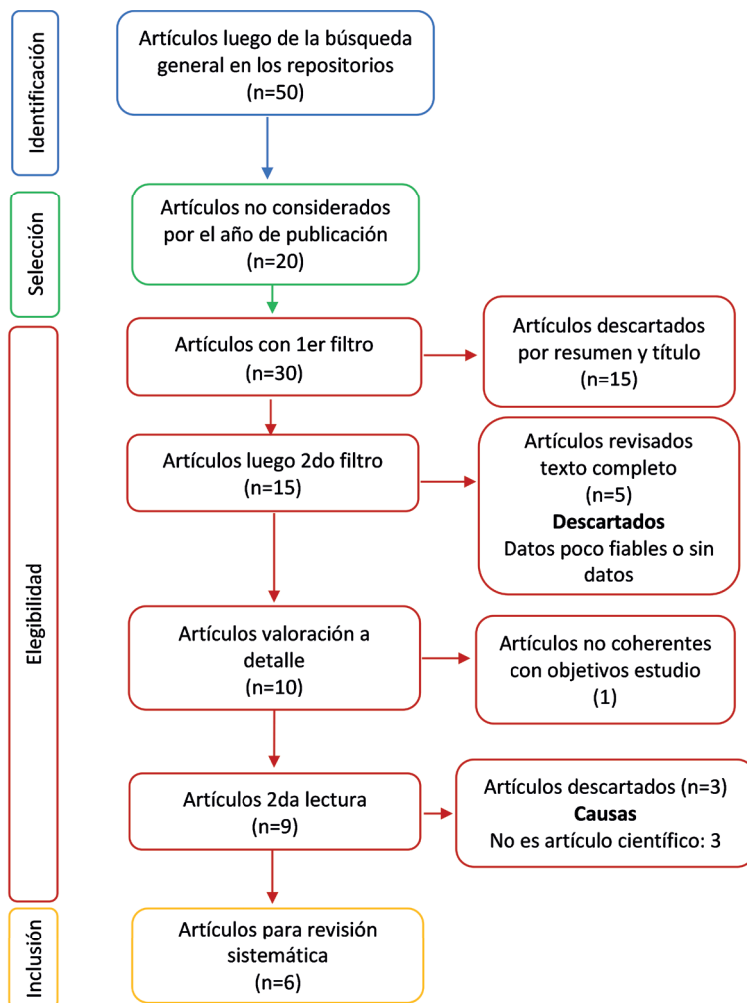 Identificación
Artículos luego de la búsqueda
general en los repositorios
(n=50)
Selección
Artículos no considerados
por el año de publicación
(n=20)
Elegibilidad
Artículos con 1er filtro
(n=30)
Artículos descartados
por resumen y título
(n=15)
Artículos luego 2do filtro
(n=15)
Artículos revisados
texto completo
(n=5)
Descartados
Datos poco fiables o sin
datos
Artículos valoración a
detalle
(n=10)
Artículos no coherentes
con objetivos estudio
(1)
Artículos 2da lectura
(n=9)
Artículos descartados (n=3)
Causas
No es artículo científico: 3
Inclusión
Artículos para revisión
sistemática
(n=6)